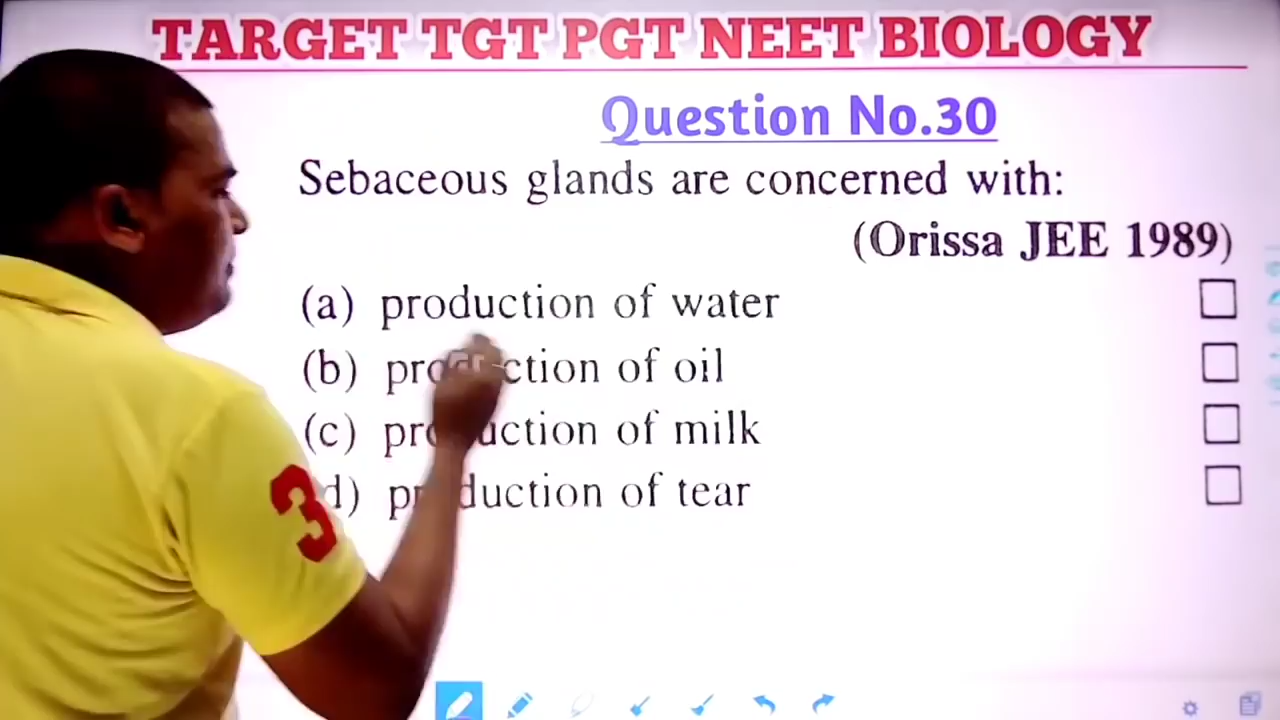 TARGET TGT PGT NEET BIOLOGY
Question No.30
Sebaceous glands are concerned with:
(Orissa JEE 1989)
(a) production of water
(b) production of oil
(c) production of milk
(d) production of tear
3